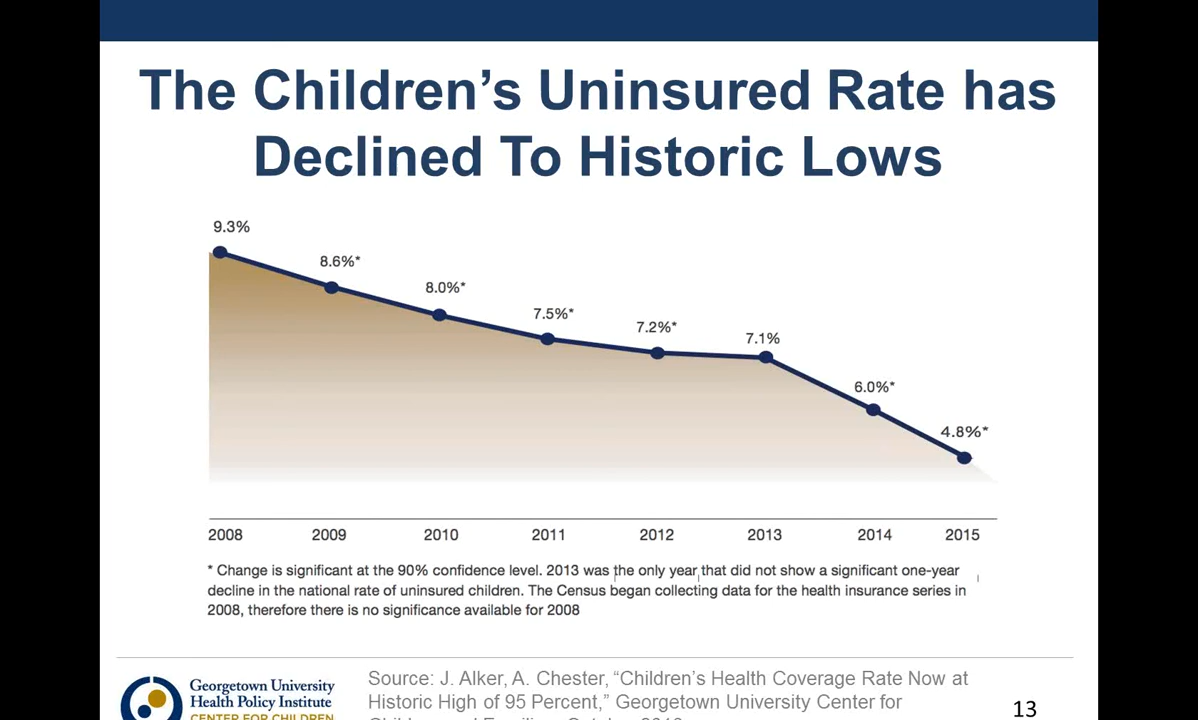 The Children’s Uninsured Rate has
Declined To Historic Lows
9.3%
8.6%*
8.0%*
7.5%*
7.2%*
7.1%
6.0%*
4.8%*
2008 2009 2010 2011 2012 2013 2014 2015
* Change is significant at the 90% confidence level. 2013 was the only year that did not show a significant one-year
decline in the national rate of uninsured children. The Census began collecting data for the health insurance series in
2008, therefore there is no significance available for 2008
Georgetown University
Health Policy Institute
CENTER FOR CHILDREN
Source: J. Alker, A. Chester, “Children’s Health Coverage Rate Now at
Historic High of 95 Percent,” Georgetown University Center for
13